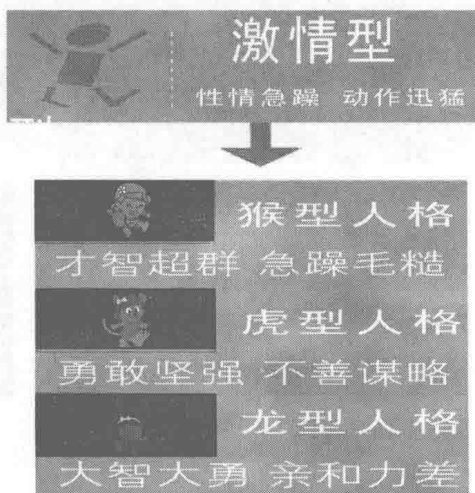 激情型
性情急躁 动作迅猛
猴型人格
才智超群 急躁毛糙
虎型人格
勇敢坚强 不善谋略
龙型人格
大智大勇 亲和力差